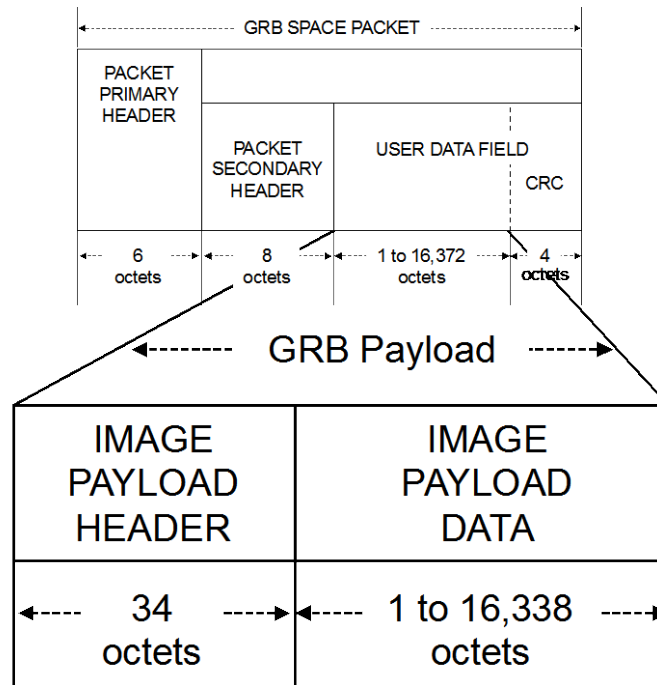 GRB SPACE PACKET
PACKET
PRIMARY
HEADER
PACKET
SECONDARY
HEADER
USER DATA FIELD
CRC
6
octets
8
octets
1 to 16,372
octets
4
octets
GRB Payload
IMAGE
PAYLOAD
HEADER
IMAGE
PAYLOAD
DATA
34
octets
1 to 16,338
octets